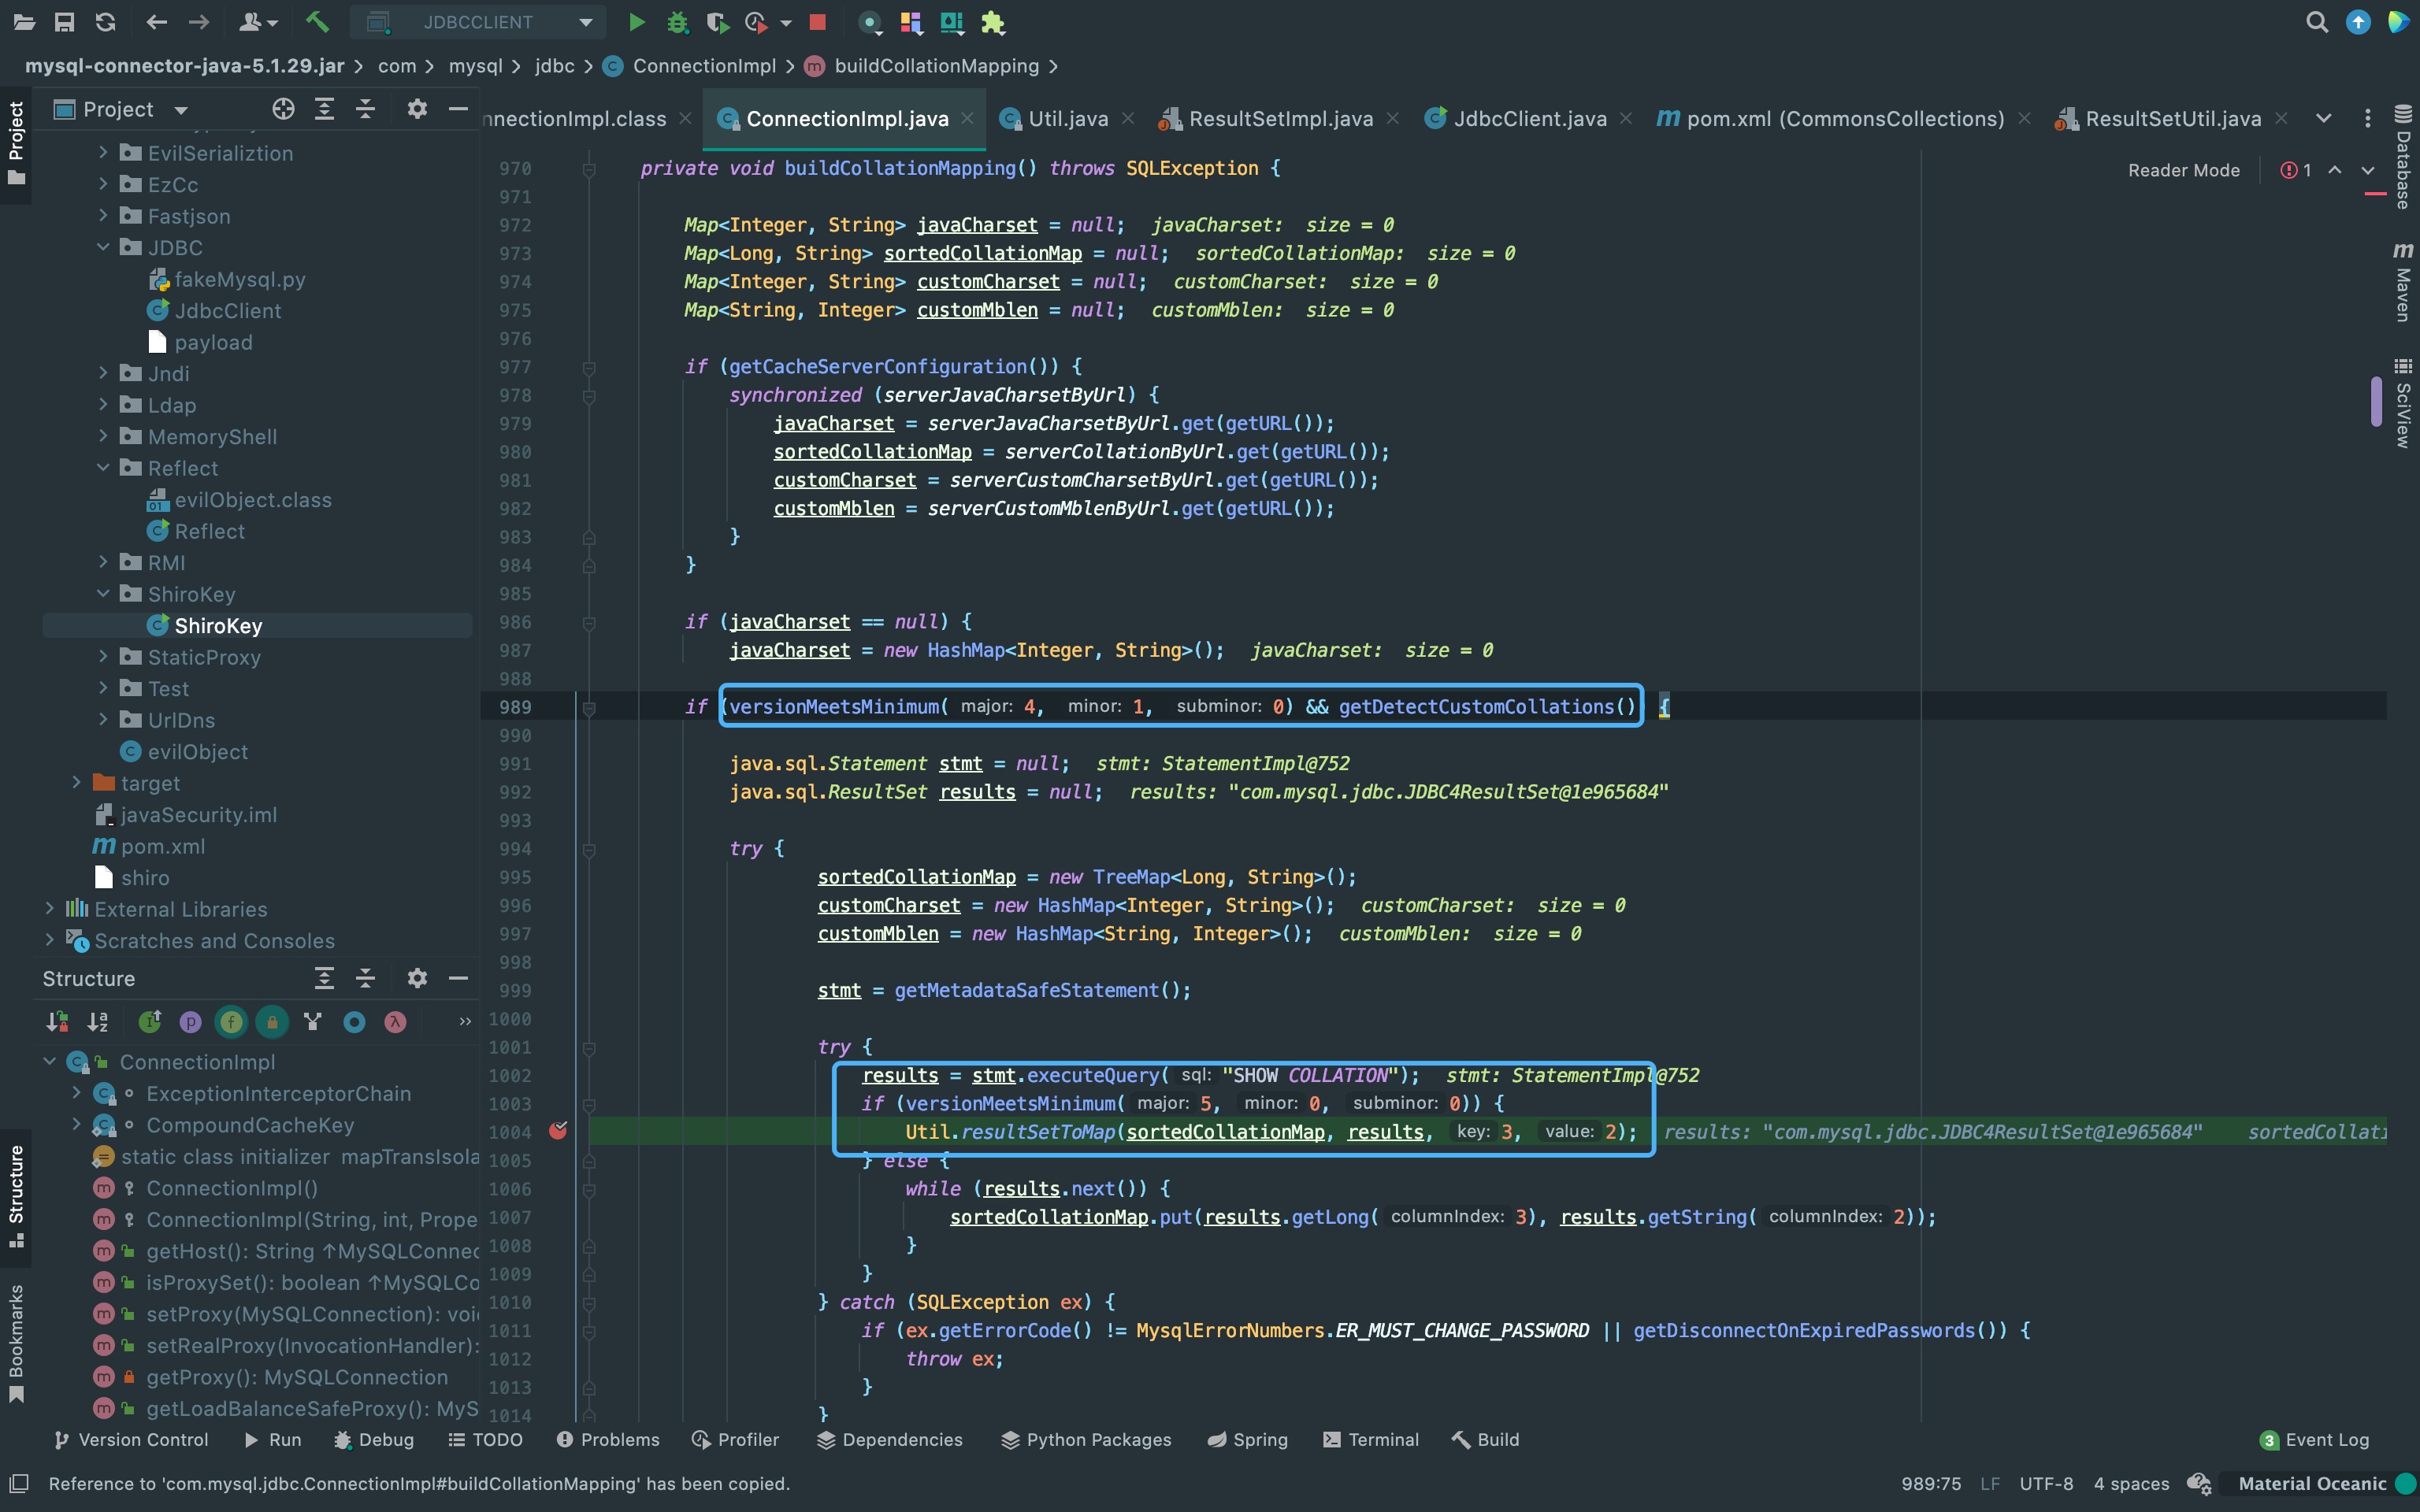 JDBCCLIENT
mysql-connector-java-5.1.29.jar > com > mysql > jdbc > ConnectionImpl > buildCollationMapping >
Project
Project
EvilSerializtion
EzCc
Fastjson
JDBC
fakeMysql.py
JdbcClient
payload
Jndi
Ldap
MemoryShell
Reflect
evilObject.class
Reflect
RMI
ShiroKey
ShiroKey
StaticProxy
Test
UrlDns
evilObject
target
javaSecurity.iml
pom.xml
shiro
External Libraries
Scratches and Consoles
Structure
ConnectionImpl
ExceptionInterceptorChain
CompoundCacheKey
static class initializer mapTransIsola
ConnectionImpl()
ConnectionImpl(String, int, Prope
getHost(): String ↑MySQLConnec
isProxySet(): boolean ↑MySQLCo
setProxy(MySQLConnection): voi
setRealProxy(InvocationHandler):
getProxy(): MySQLConnection
getLoadBalanceSafeProxy(): MyS
Structure
Bookmarks
nnectionImpl.class ConnectionImpl.java Util.java ResultSetImpl.java JdbcClient.java pom.xml (CommonsCollections) ResultSetUtil.java
Reader Mode 1
970 private void buildCollationMapping() throws SQLException {
971
972 Map<Integer, String> javaCharset = null; javaCharset: size = 0
973 Map<Long, String> sortedCollationMap = null; sortedCollationMap: size = 0
974 Map<Integer, String> customCharset = null; customCharset: size = 0
975 Map<String, Integer> customMblen = null; customMblen: size = 0
976
977 if (getCacheServerConfiguration()) {
978 synchronized (serverJavaCharsetByUrl) {
979 javaCharset = serverJavaCharsetByUrl.get(getURL());
980 sortedCollationMap = serverCollationByUrl.get(getURL());
981 customCharset = serverCustomCharsetByUrl.get(getURL());
982 customMblen = serverCustomMblenByUrl.get(getURL());
983 }
984 }
985
986 if (javaCharset == null) {
987 javaCharset = new HashMap<Integer, String>(); javaCharset: size = 0
988
989 if (versionMeetsMinimum( major: 4, minor: 1, subminor: 0) && getDetectCustomCollations() {
990
991 java.sql.Statement stmt = null; stmt: StatementImpl@752
992 java.sql.ResultSet results = null; results: "com.mysql.jdbc.JDBC4ResultSet@1e965684"
993
994 try {
995 sortedCollationMap = new TreeMap<Long, String>();
996 customCharset = new HashMap<Integer, String>(); customCharset: size = 0
997 customMblen = new HashMap<String, Integer>(); customMblen: size = 0
998
999 stmt = getMetadataSafeStatement();
1000
1001 try {
1002 results = stmt.executeQuery( sql: "SHOW COLLATION"); stmt: StatementImpl@752
1003 if (versionMeetsMinimum( major: 5, minor: 0, subminor: 0)) {
1004 Util.resultSetToMap(sortedCollationMap, results, key: 3, value: 2); results: "com.mysql.jdbc.JDBC4ResultSet@1e965684" sortedCollati
1005 } else {
1006 while (results.next()) {
1007 sortedCollationMap.put(results.getLong( columnIndex: 3), results.getString( columnIndex: 2));
1008 }
1009 }
1010 } catch (SQLException ex) {
1011 if (ex.getErrorCode() != MysqlErrorNumbers.ER_MUST_CHANGE_PASSWORD || getDisconnectOnExpiredPasswords()) {
1012 throw ex;
1013 }
1014 }
Database
Maven
SciView
Version Control Run Debug TODO Problems Profiler Dependencies Python Packages Spring Terminal Build 3 Event Log
Reference to 'com.mysql.jdbc.ConnectionImpl#buildCollationMapping' has been copied. 989:75 LF UTF-8 4 spaces Material Oceanic